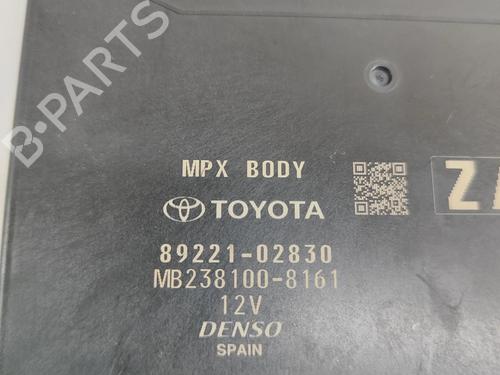 MPX BODY
TOYOTA
89221-02830
MB238100-8161
12V
DENSO
SPAIN
B-PARTS